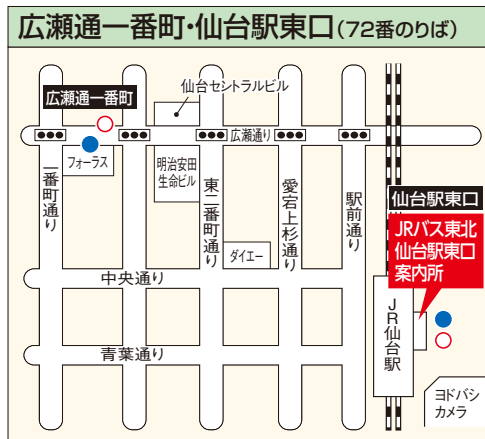 広瀬通一番町・仙台駅東口(72番のりば)
仙台セントラルビル
広瀬通一番町
広瀬通り
フォーラス
明治安田
生命ビル
一番町通り
東二番町通り
愛宕上杉通り
駅前通り
仙台駅東口
JRバス東北
仙台駅東口
案内所
ダイエー
中央通り
JR仙台駅
青葉通り
ヨドバシ
カメラ